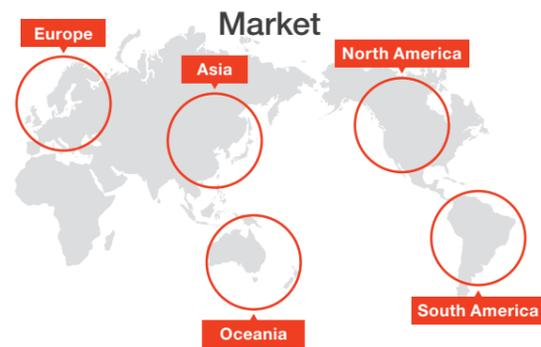 Market
Europe
Asia
North America
South America
Oceania